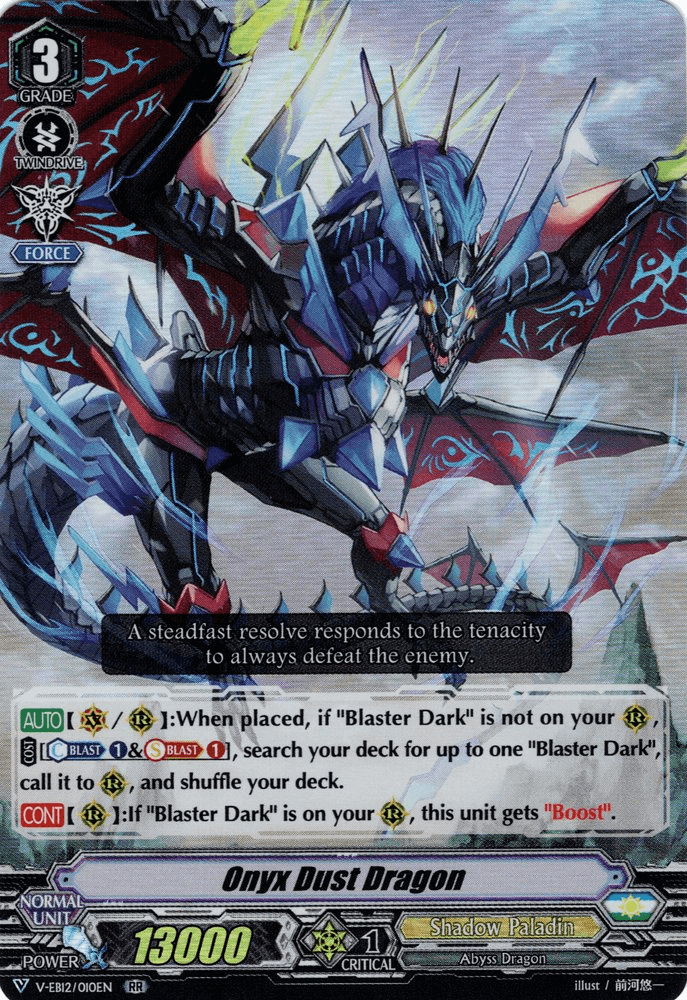 3
GRADE
TWINDRIVE
FORCE
A steadfast resolve responds to the tenacity
to always defeat the enemy.
AUTO【V/R】:When placed, if "Blaster Dark" is not on your R,
COST[C BLAST 1 & S BLAST 1], search your deck for up to one "Blaster Dark",
call it to R, and shuffle your deck.
CONT【R】:If "Blaster Dark" is on your R, this unit gets "Boost".
Onyx Dust Dragon
NORMAL
UNIT
POWER 13000
1
CRITICAL
Shadow Paladin
Abyss Dragon
V-EB12/010EN RR
illust / 前河悠一